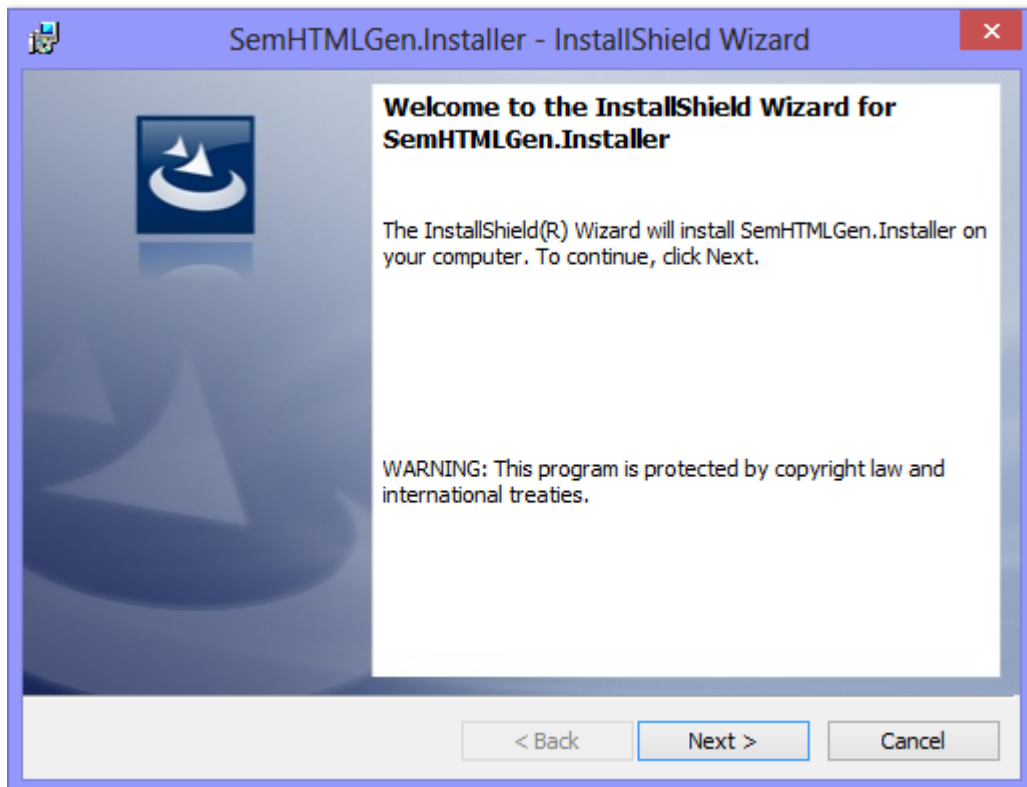 SemHTMLGen.Installer - InstallShield Wizard
Welcome to the InstallShield Wizard for
SemHTMLGen.Installer
The InstallShield(R) Wizard will install SemHTMLGen.Installer on
your computer. To continue, click Next.
WARNING: This program is protected by copyright law and
international treaties.
< Back
Next >
Cancel